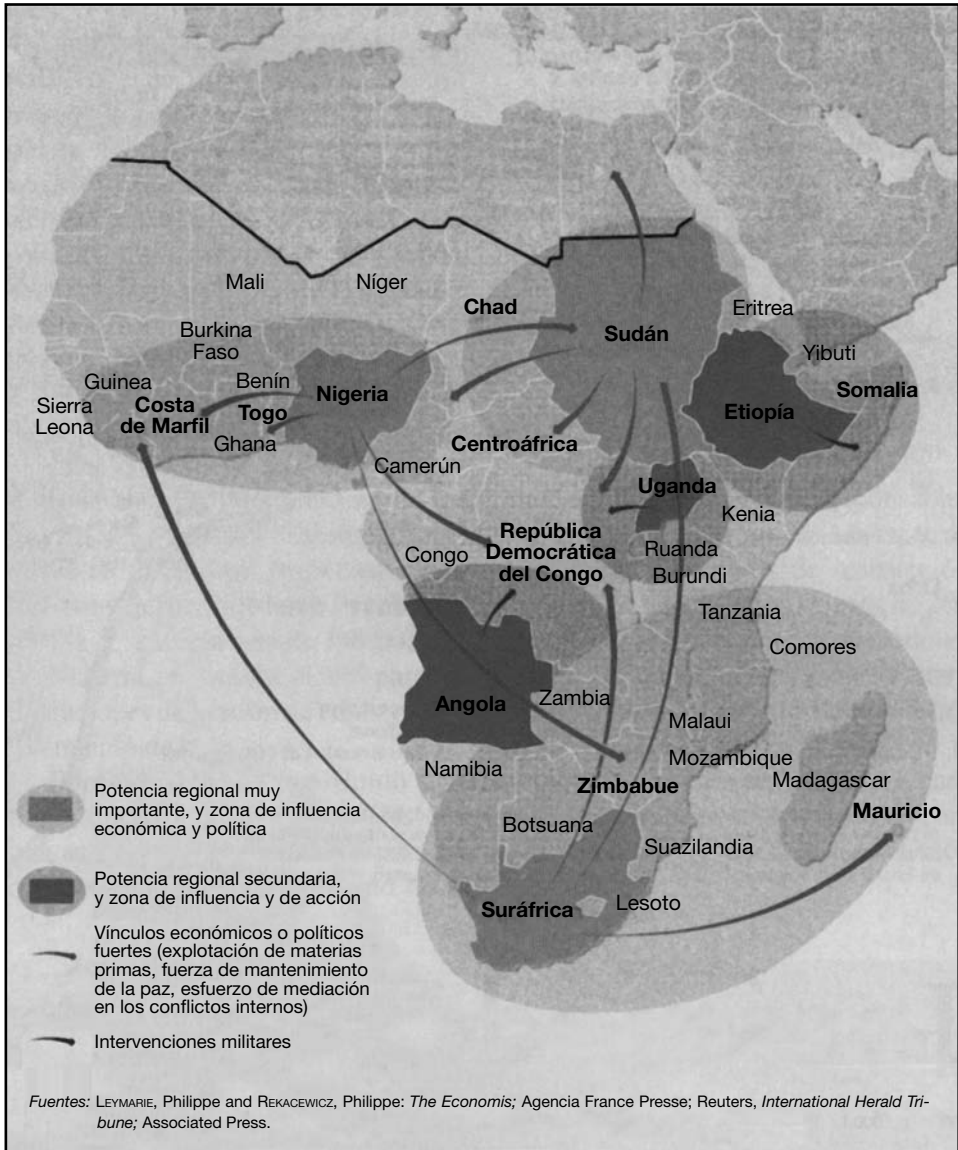 Mali
Níger
Chad
Sudán
Eritrea
Burkina
Faso
Yibuti
Guinea
Benín
Nigeria
Somalia
Sierra
Leona
Costa
de Marfil
Togo
Etiopía
Ghana
Centroáfrica
Camerún
Uganda
Kenia
República
Democrática
del Congo
Congo
Ruanda
Burundi
Tanzania
Comores
Angola
Zambia
Malaui
Namibia
Mozambique
Zimbabue
Madagascar
Mauricio
Botsuana
Suazilandia
Suráfrica
Lesoto
Potencia regional muy
importante, y zona de influencia
económica y política
Potencia regional secundaria,
y zona de influencia y de acción
Vínculos económicos o políticos
fuertes (explotación de materias
primas, fuerza de mantenimiento
de la paz, esfuerzo de mediación
en los conflictos internos)
Intervenciones militares
Fuentes: LEYMARIE, Philippe and REKACEWICZ, Philippe: The Economis; Agencia France Presse; Reuters, International Herald Tri-
bune; Associated Press.